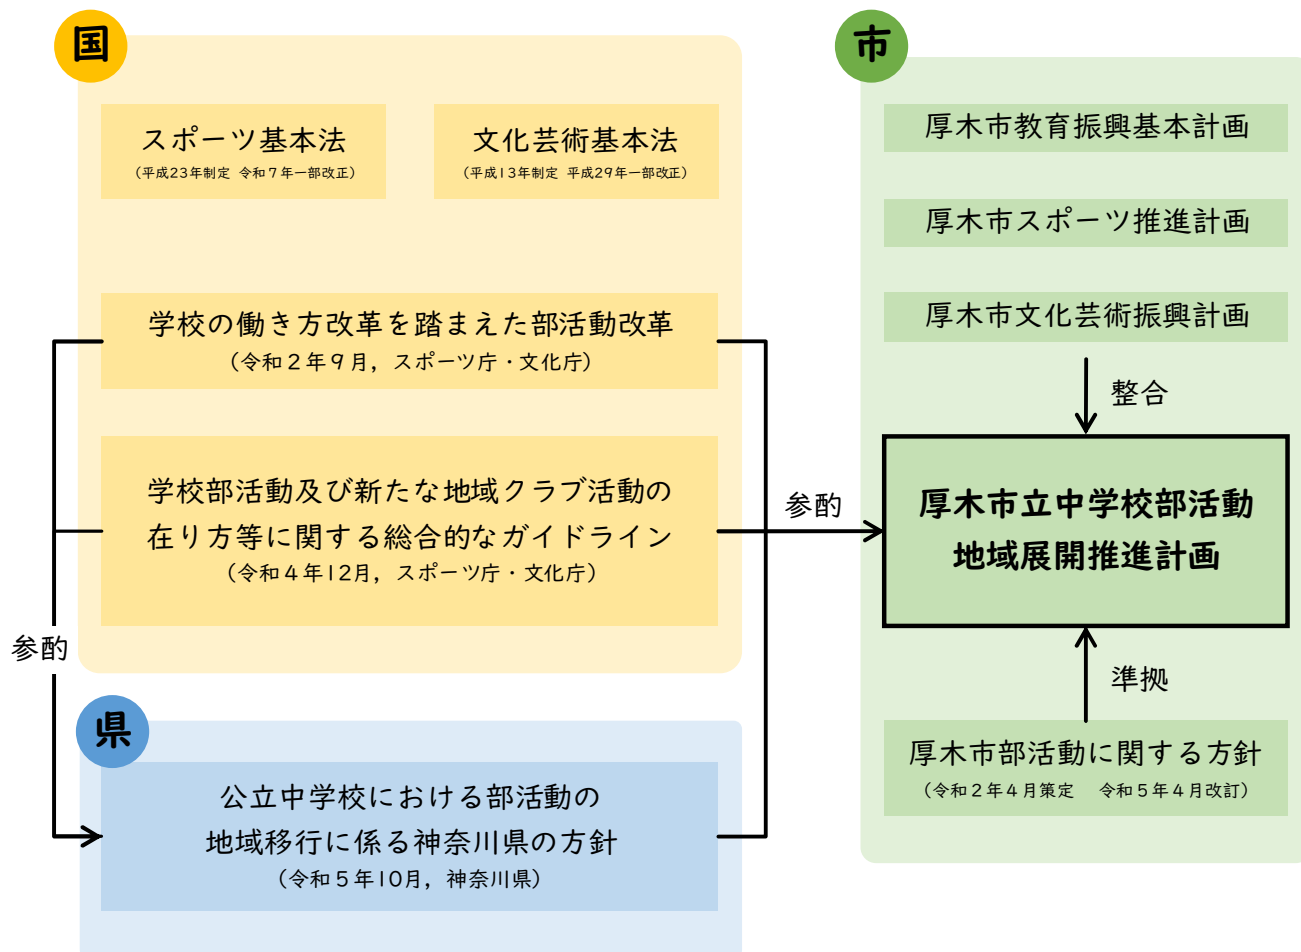 国
スポーツ基本法
(平成23年制定 令和7年一部改正)
文化芸術基本法
(平成13年制定 平成29年一部改正)
学校の働き方改革を踏まえた部活動改革
(令和2年9月，スポーツ庁・文化庁)
学校部活動及び新たな地域クラブ活動の
在り方等に関する総合的なガイドライン
(令和4年12月，スポーツ庁・文化庁)
参酌
県
公立中学校における部活動の
地域移行に係る神奈川県の方針
(令和5年10月，神奈川県)
参酌
市
厚木市教育振興基本計画
厚木市スポーツ推進計画
厚木市文化芸術振興計画
整合
厚木市立中学校部活動
地域展開推進計画
準拠
厚木市部活動に関する方針
(令和2年4月策定　令和5年4月改訂)